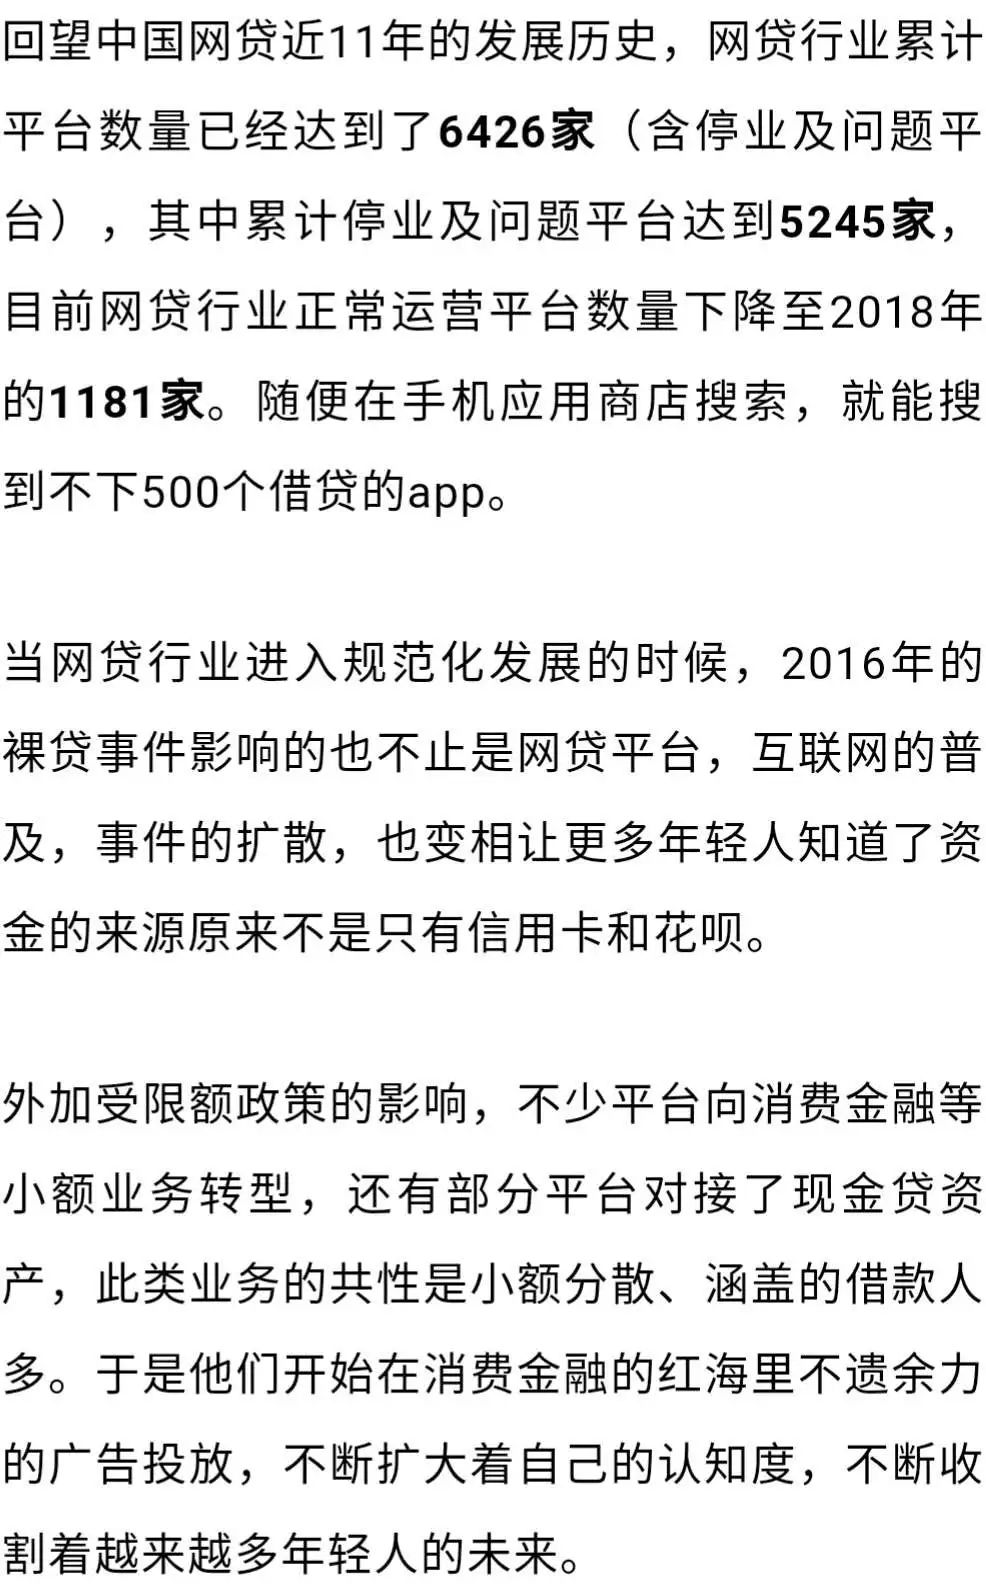 回望中国网贷近11年的发展历史，网贷行业累计
平台数量已经达到了6426家（含停业及问题平
台），其中累计停业及问题平台达到5245家，
目前网贷行业正常运营平台数量下降至2018年
的1181家。随便在手机应用商店搜索，就能搜
到不下500个借贷的app。
当网贷行业进入规范化发展的时候，2016年的
裸贷事件影响的也不止是网贷平台，互联网的普
及，事件的扩散，也变相让更多年轻人知道了资
金的来源原来不是只有信用卡和花呗。
外加受限额政策的影响，不少平台向消费金融等
小额业务转型，还有部分平台对接了现金贷资
产，此类业务的共性是小额分散、涵盖的借款人
多。于是他们开始在消费金融的红海里不遗余力
的广告投放，不断扩大着自己的认知度，不断收
割着越来越多年轻人的未来。